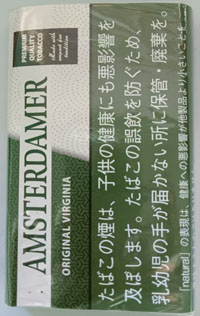 PREMIUM
QUALITY
TOBACCO
Made with
tradition
AMSTERDAMER
ORIGINAL VIRGINIA
たばこの煙は、子供の健康にも悪影響を
及ぼします。たばこの誤飲を防ぐため、
乳幼児の手が届かない所に保管・廃棄を。
「natural」の表現は、健康への悪影響が他製品より小さいことを